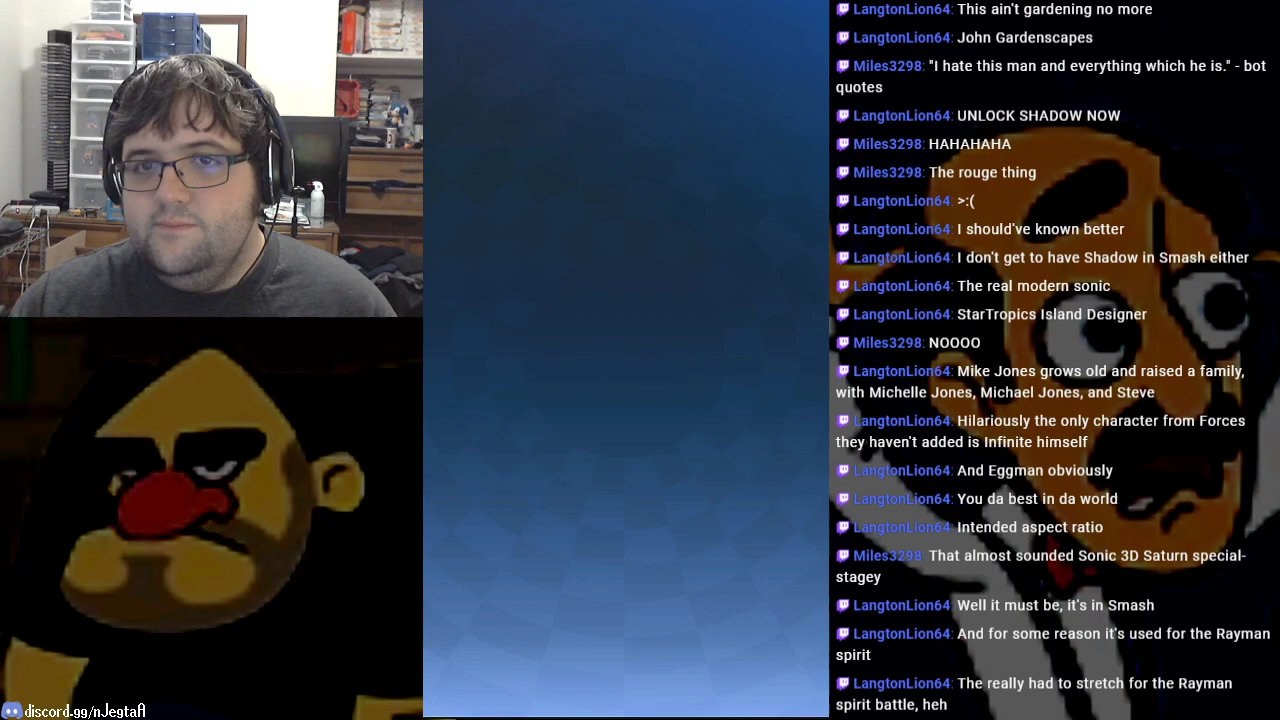 LangtonLion64: This ain't gardening no more
LangtonLion64: John Gardenscapes
Miles3298: "I hate this man and everything which he is." - bot
quotes
LangtonLion64: UNLOCK SHADOW NOW
Miles3298: HAHAHAHA
Miles3298: The rouge thing
LangtonLion64: >:(
LangtonLion64: I should've known better
LangtonLion64: I don't get to have Shadow in Smash either
LangtonLion64: The real modern sonic
LangtonLion64: StarTropics Island Designer
Miles3298: NOOOO
LangtonLion64: Mike Jones grows old and raised a family,
with Michelle Jones, Michael Jones, and Steve
LangtonLion64: Hilariously the only character from Forces
they haven't added is Infinite himself
LangtonLion64: And Eggman obviously
LangtonLion64: You da best in da world
LangtonLion64: Intended aspect ratio
Miles3298: That almost sounded Sonic 3D Saturn special-
stagey
LangtonLion64: Well it must be, it's in Smash
LangtonLion64: And for some reason it's used for the Rayman
spirit
LangtonLion64: The really had to stretch for the Rayman
spirit battle, heh